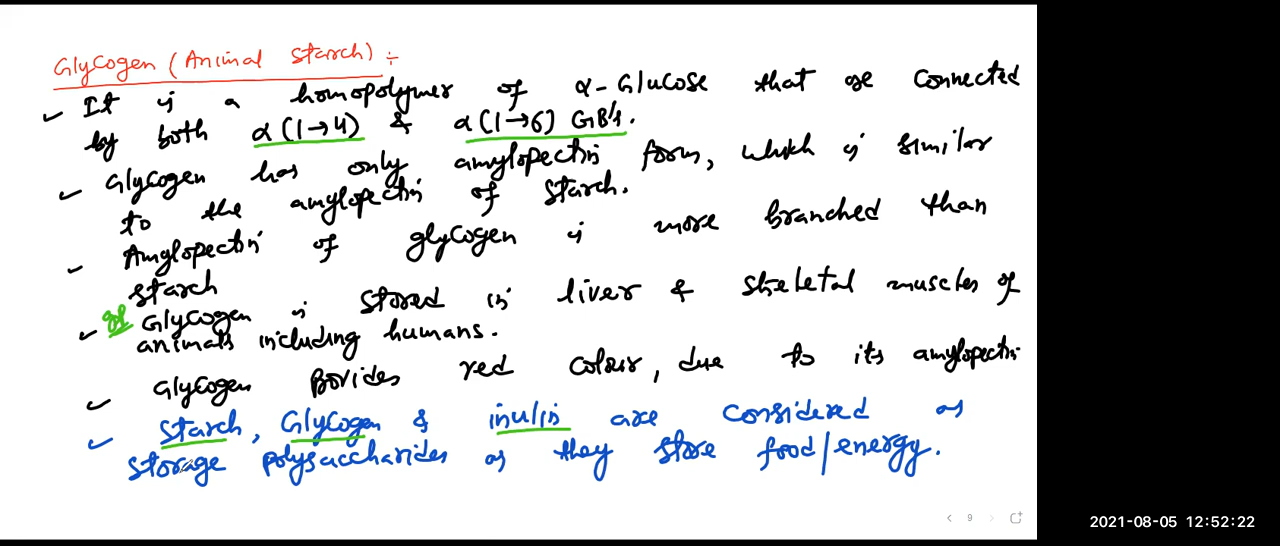 Glycogen (Animal Starch) :-
✓ It is a homopolymer of α-Glucose that are connected
by both α(1→4) & α(1→6) GB's.
✓ Glycogen has only amylopectin form, which is similar
to the amylopectin of starch.
✓ Amylopectin of glycogen is more branched than
starch
✓ Glycogen is stored in liver & skeletal muscles of
animals including humans.
✓ Glycogen Provides red colour, due to its amylopectin
✓ Starch, Glycogen & inulin are considered as
storage polysaccharides as they store food/energy.
9
2021-08-05 12:52:22